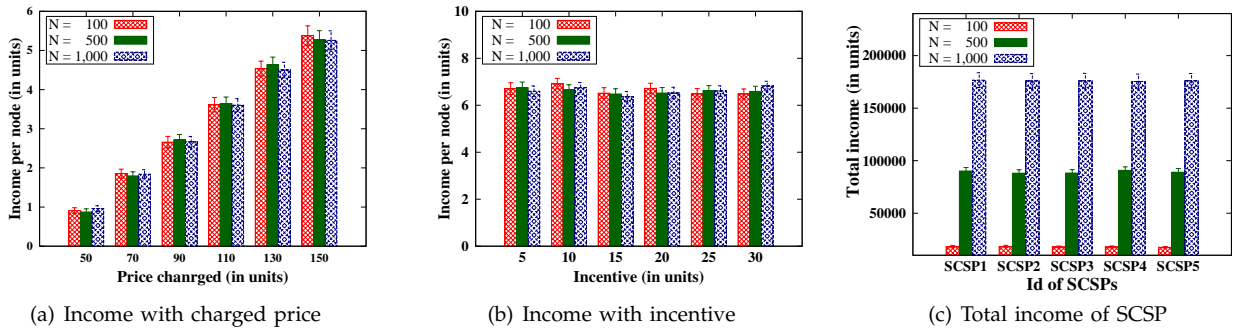 Income per node (in units)
6
5
4
3
2
1
0
N = 100
N = 500
N = 1,000
50 70 90 110 130 150
Price chanrged (in units)
(a) Income with charged price
Income per node (in units)
10
8
6
4
2
0
N = 100
N = 500
N = 1,000
5 10 15 20 25 30
Incentive (in units)
(b) Income with incentive
Total income (in units)
200000
150000
100000
50000
N = 100
N = 500
N = 1,000
SCSP1 SCSP2 SCSP3 SCSP4 SCSP5
Id of SCSPs
(c) Total income of SCSP